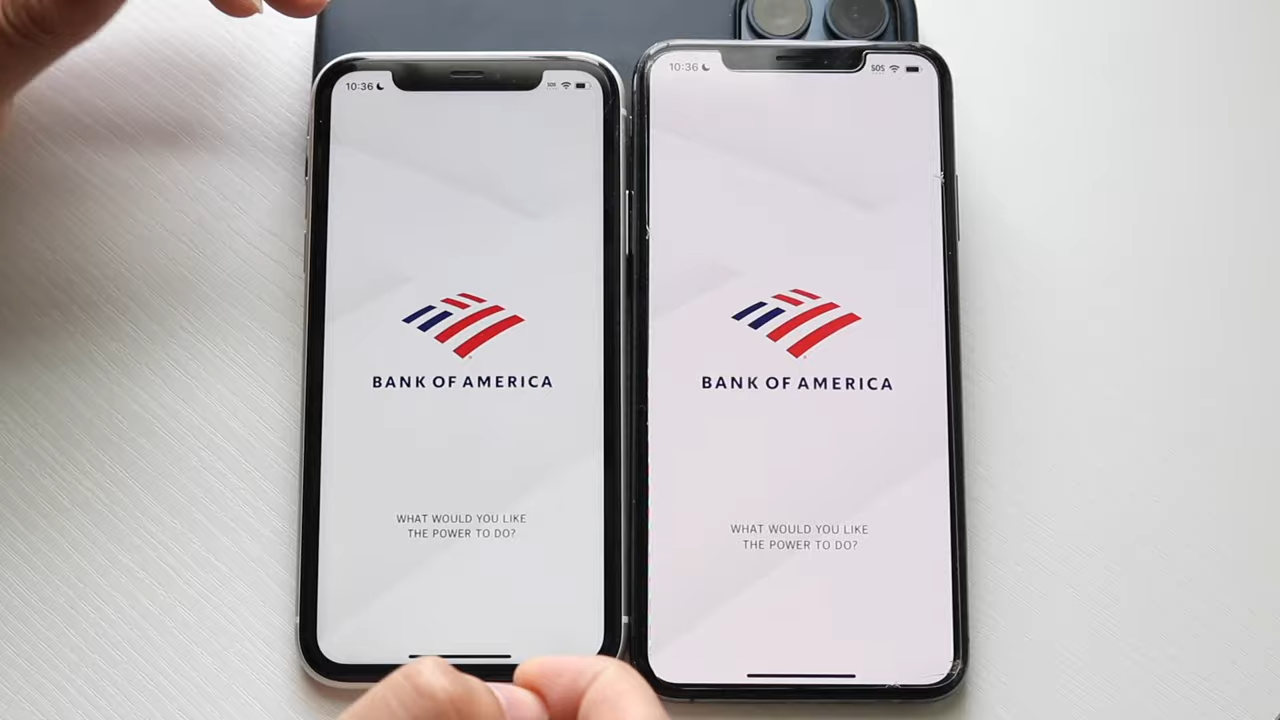 10:36
SOS
BANK OF AMERICA
WHAT WOULD YOU LIKE
THE POWER TO DO?
10:36
SOS
BANK OF AMERICA
WHAT WOULD YOU LIKE
THE POWER TO DO?